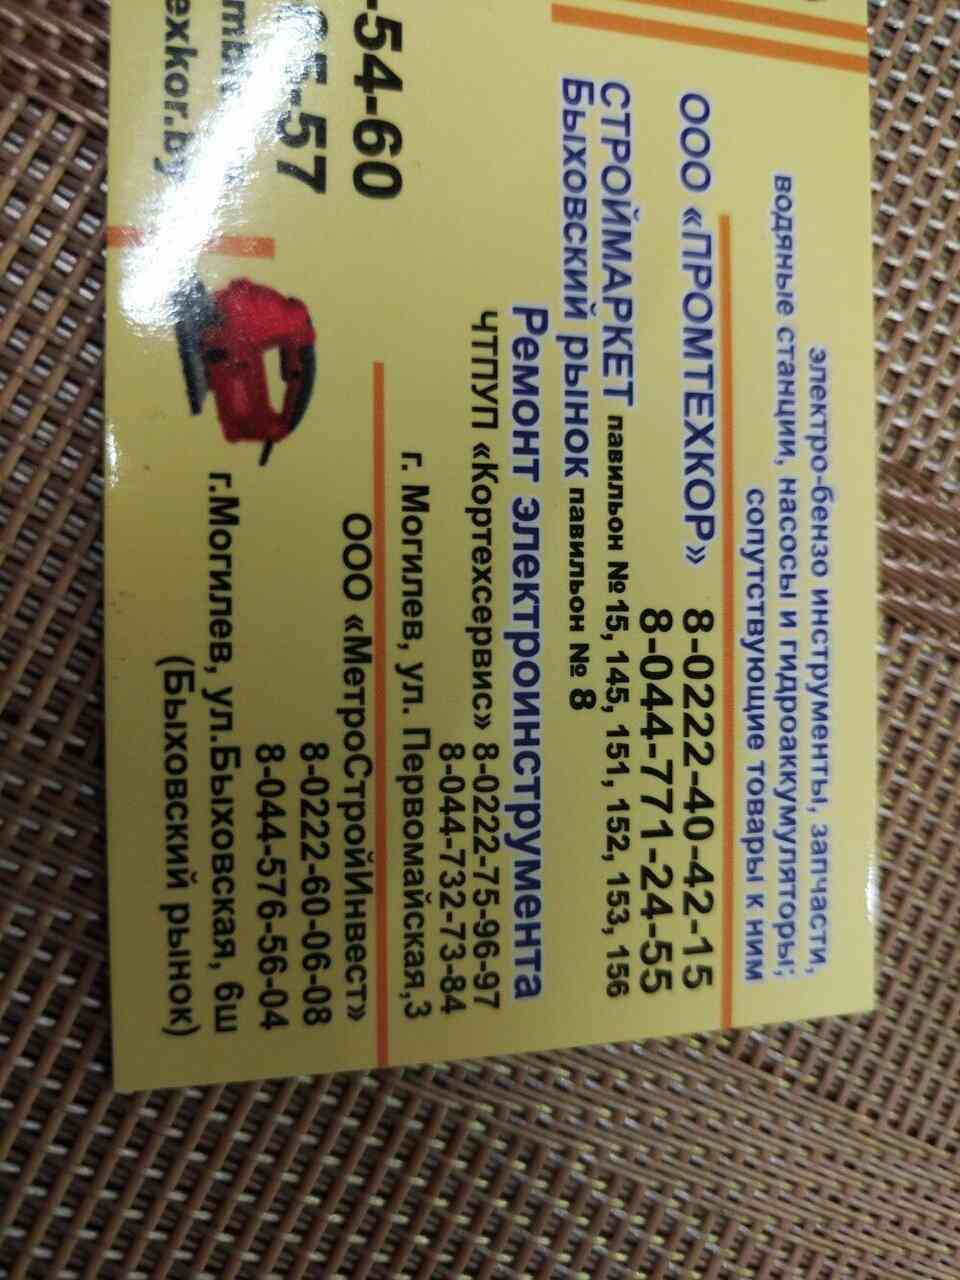 электро-бензо инструменты, запчасти,
водяные станции, насосы и гидроаккумуляторы;
сопутствующие товары к ним
ООО «ПРОМТЕХКОР» 8-0222-40-42-15
8-044-771-24-55
СТРОЙМАРКЕТ павильон №15, 145, 151, 152, 153, 156
Быховский рынок павильон № 8
Ремонт электроинструмента
ЧТПУП «Кортехсервис» 8-0222-75-96-97
8-044-732-73-84
г. Могилев, ул. Первомайская,3
-54-60
ООО «МетроСтройИнвест»
8-0222-60-06-08
-57
8-044-576-56-04
г.Могилев, ул.Быховская, 6ш
(Быховский рынок)
exkor.by